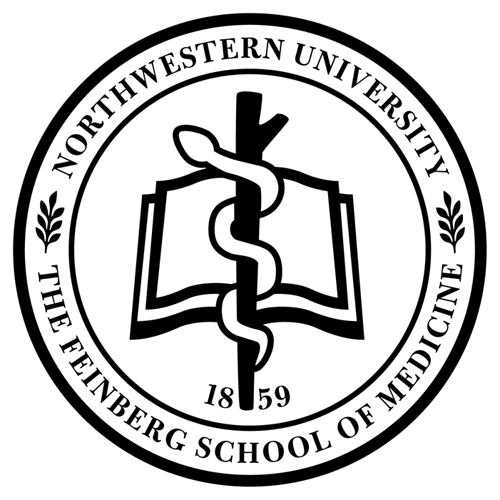 NORTHWESTERN UNIVERSITY
THE FEINBERG SCHOOL OF MEDICINE
1859